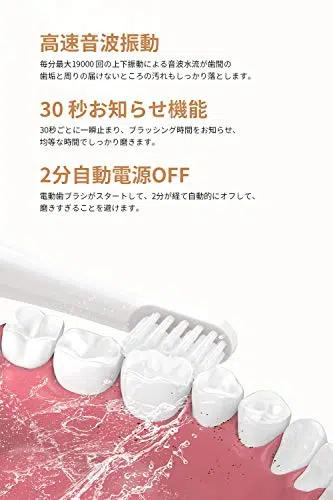 高速音波振動
毎分最大19000回の上下振動による音波水流が歯間の
歯垢と周りの届けないところの汚れもしっかり落とします。
30 秒お知らせ機能
30秒ごとに一瞬止まり、ブラッシング時間をお知らせ、
均等な時間でしっかり磨きます。
2分自動電源OFF
電動歯ブラシがスタートして、2分が経て自動的にオフして、
磨きすぎることを避けます。